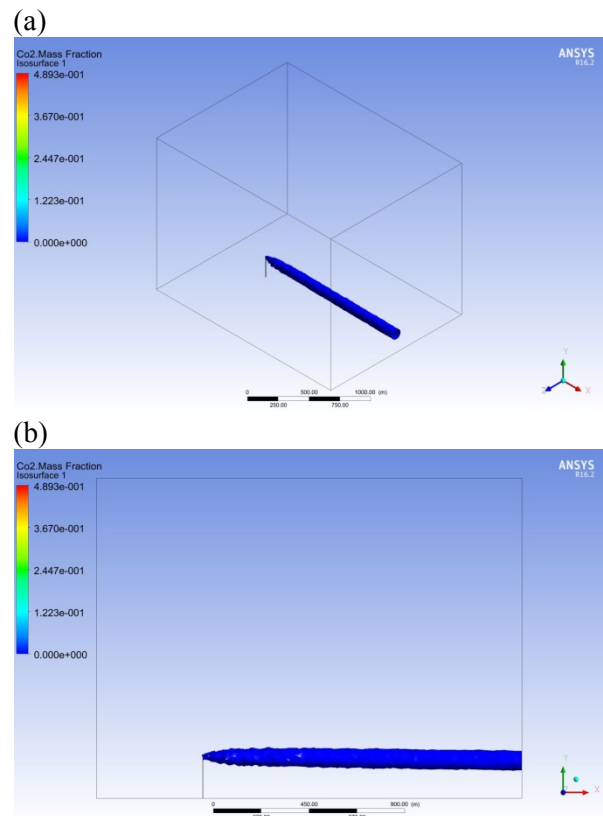 (a)
Co2.Mass Fraction
Isosurface 1
ANSYS
R16.2
4.893e-001
3.670e-001
2.447e-001
1.223e-001
0.000e+000
0 500.00 1000.00 (m)
250.00 750.00
Y
Z X
(b)
Co2.Mass Fraction
Isosurface 1
ANSYS
R16.2
4.893e-001
3.670e-001
2.447e-001
1.223e-001
0.000e+000
Y
X
0 450.00 900.00 (m)